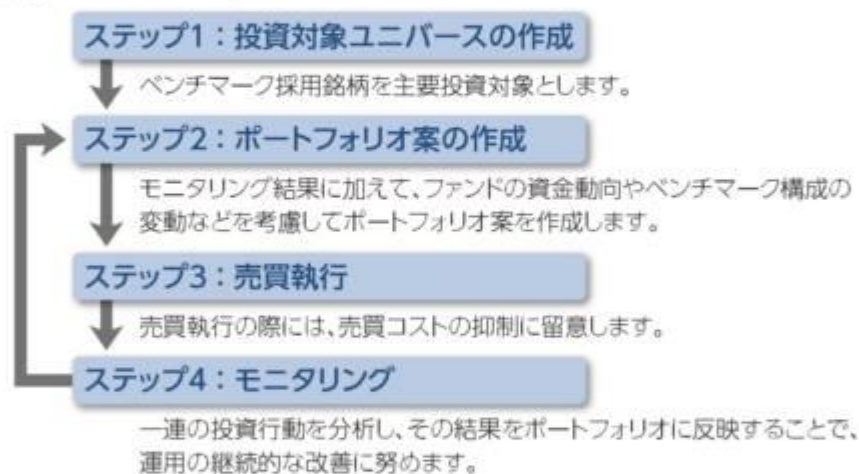 ステップ1:投資対象ユニバースの作成
ベンチマーク採用銘柄を主要投資対象とします。
ステップ2:ポートフォリオ案の作成
モニタリング結果に加えて、ファンドの資金動向やベンチマーク構成の
変動などを考慮してポートフォリオ案を作成します。
ステップ3:売買執行
売買執行の際には、売買コストの抑制に留意します。
ステップ4:モニタリング
一連の投資行動を分析し、その結果をポートフォリオに反映することで、
運用の継続的な改善に努めます。